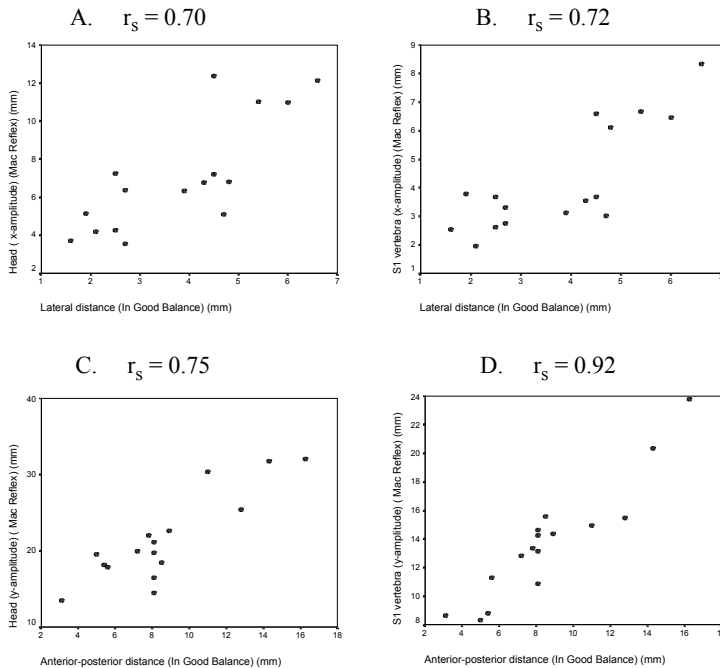 A. rs = 0.70
Head ( x-amplitude) (Mac Reflex) (mm)
14
12
10
8
6
4
2
1 2 3 4 5 6 7
Lateral distance (In Good Balance) (mm)
B. rs = 0.72
S1 vertebra (x-amplitude) (Mac Reflex) (mm)
9
8
7
6
5
4
3
2
1
1 2 3 4 5 6 7
Lateral distance (In Good Balance) (mm)
C. rs = 0.75
Head (y-amplitude) ( Mac Reflex) (mm)
40
30
20
10
2 4 6 8 10 12 14 16 18
Anterior-posterior distance (In Good Balance) (mm)
D. rs = 0.92
S1 vertebra (y-amplitude) ( Mac Reflex) (mm)
24
22
20
18
16
14
12
10
8
2 4 6 8 10 12 14 16 18
Anterior-posterior distance (In Good Balance) (mm)